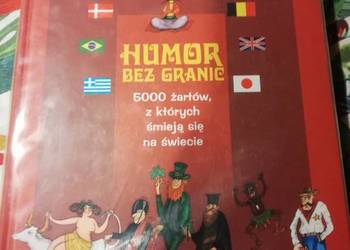 HUMOR
BEZ GRANIC
5000 żartów,
z których
śmieją się
na świecie